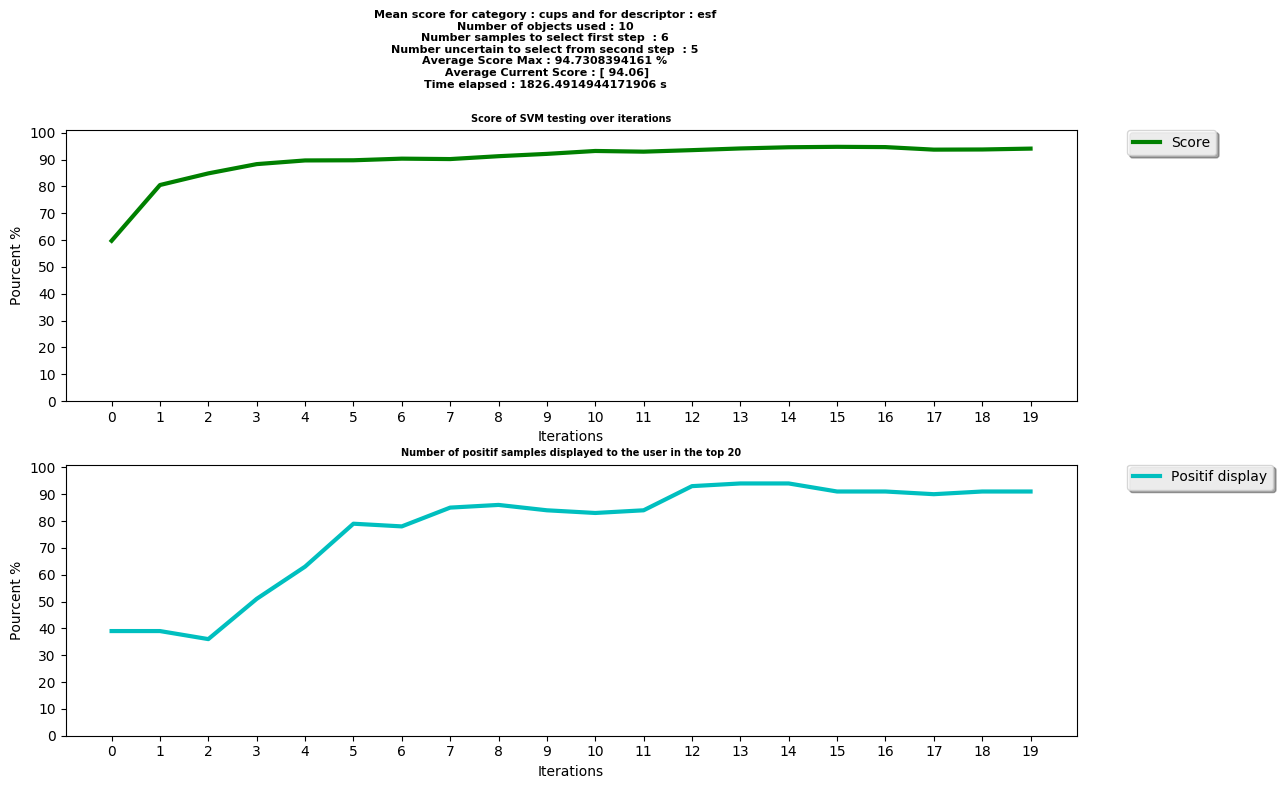 Mean score for category : cups and for descriptor : esf
Number of objects used : 10
Number samples to select first step  : 6
Number uncertain to select from second step  : 5
Average Score Max : 94.7308394161 %
Average Current Score : [ 94.06]
Time elapsed : 1826.4914944171906 s
Score of SVM testing over iterations
100
90
80
70
60
50
40
30
20
10
0
Pourcent %
0 1 2 3 4 5 6 7 8 9 10 11 12 13 14 15 16 17 18 19
Iterations
Score
Number of positif samples displayed to the user in the top 20
100
90
80
70
60
50
40
30
20
10
0
Pourcent %
0 1 2 3 4 5 6 7 8 9 10 11 12 13 14 15 16 17 18 19
Iterations
Positif display